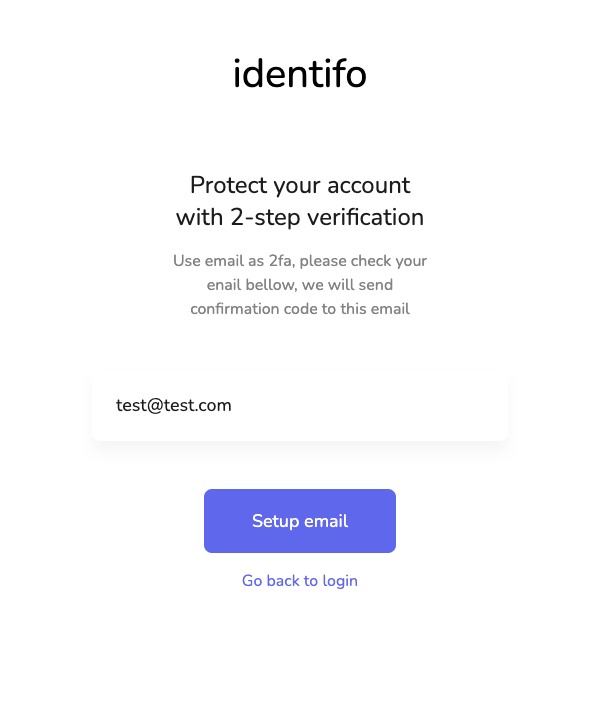 identifo
Protect your account
with 2-step verification
Use email as 2fa, please check your
enail bellow, we will send
confirmation code to this email
test@test.com
Setup email
Go back to login